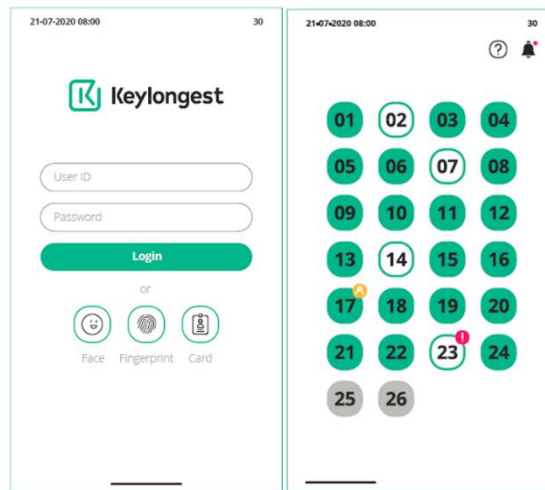 21-07-2020 08:00 30
Keylongest
User ID
Password
Login
or
Face Fingerprint Card
21-07-2020 08:00 30
01 02 03 04
05 06 07 08
09 10 11 12
13 14 15 16
17 18 19 20
21 22 23 24
25 26